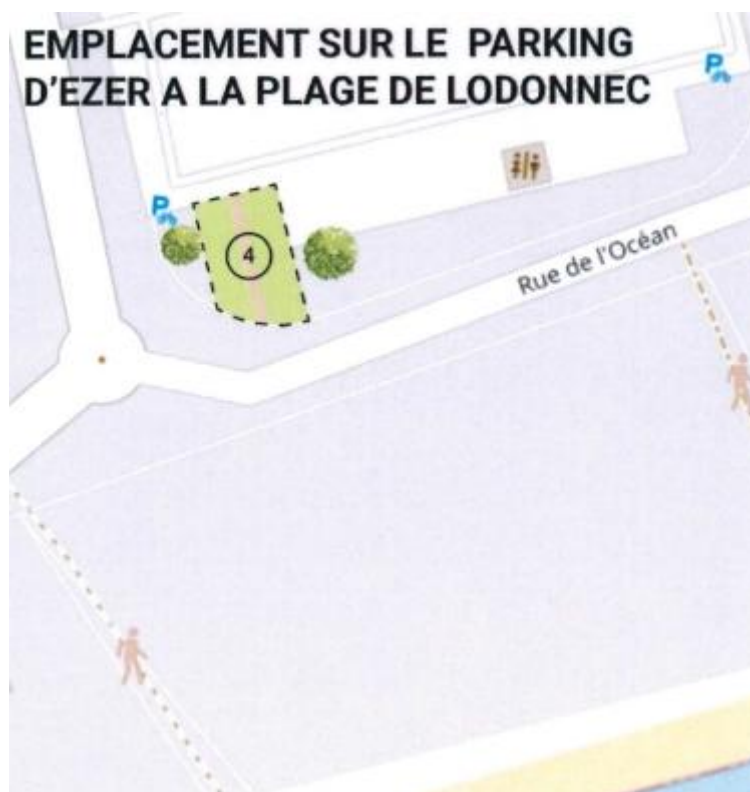 EMPLACEMENT SUR LE PARKING
D'EZER A LA PLAGE DE LODONNEC
P
P
4
Rue de l'Océan